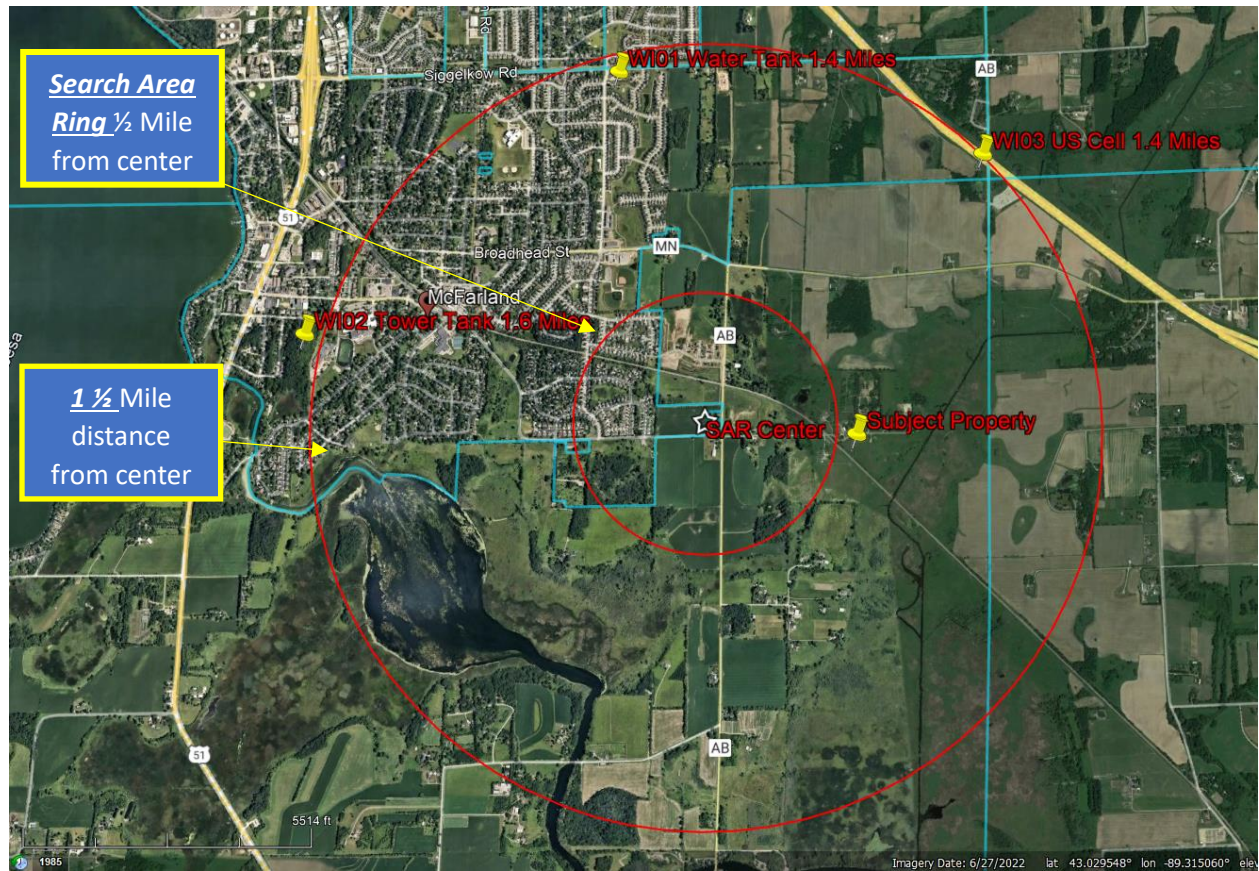 Search Area
Ring ½ Mile
from center
1 ½ Mile
distance
from center
Siggelkow Rd
WI01 Water Tank 1.4 Miles
AB
WI03 US Cell 1.4 Miles
51
Broadhead St
MN
McFarland
WI02 Tower Tank 1.6 Miles
AB
SAR Center
Subject Property
AB
51
5514 ft
1985
Imagery Date: 6/27/2022 lat 43.029548° lon -89.315060° elev